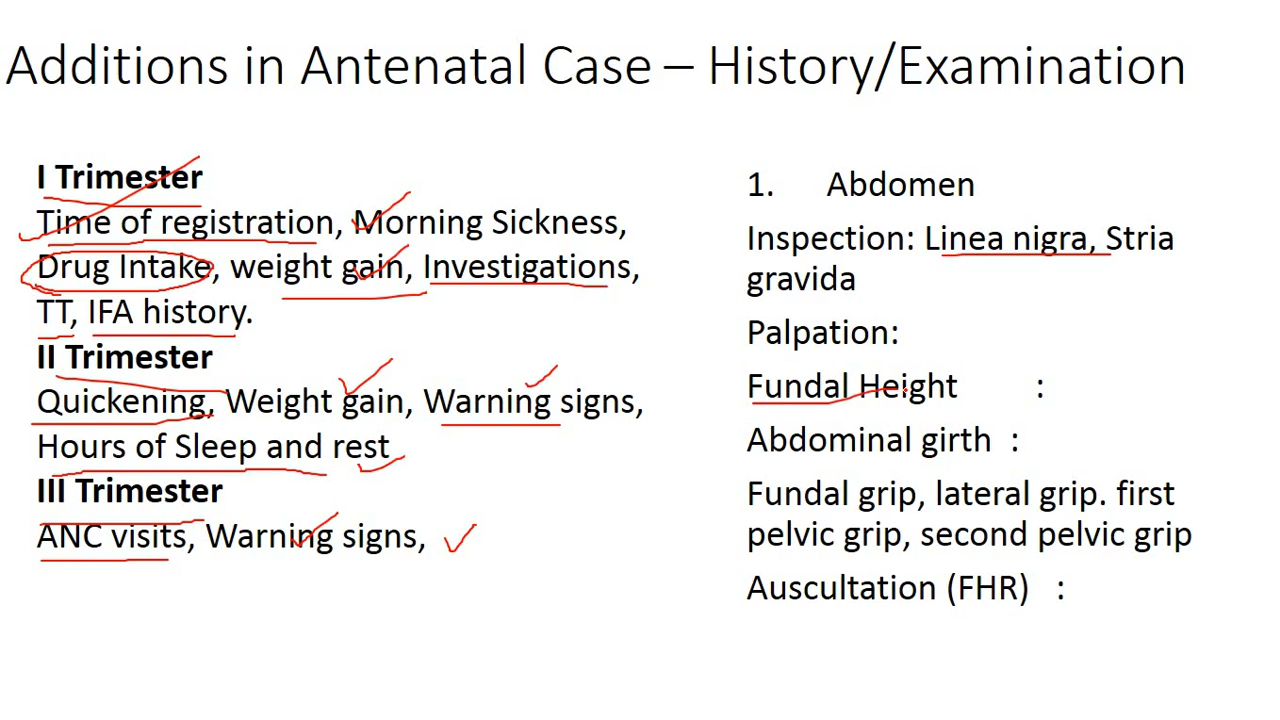 Additions in Antenatal Case – History/Examination
I Trimester
Time of registration, Morning Sickness,
Drug Intake, weight gain, Investigations,
TT, IFA history.
II Trimester
Quickening, Weight gain, Warning signs,
Hours of Sleep and rest
III Trimester
ANC visits, Warning signs,
1. Abdomen
Inspection: Linea nigra, Stria
gravida
Palpation:
Fundal Height :
Abdominal girth :
Fundal grip, lateral grip. first
pelvic grip, second pelvic grip
Auscultation (FHR) :